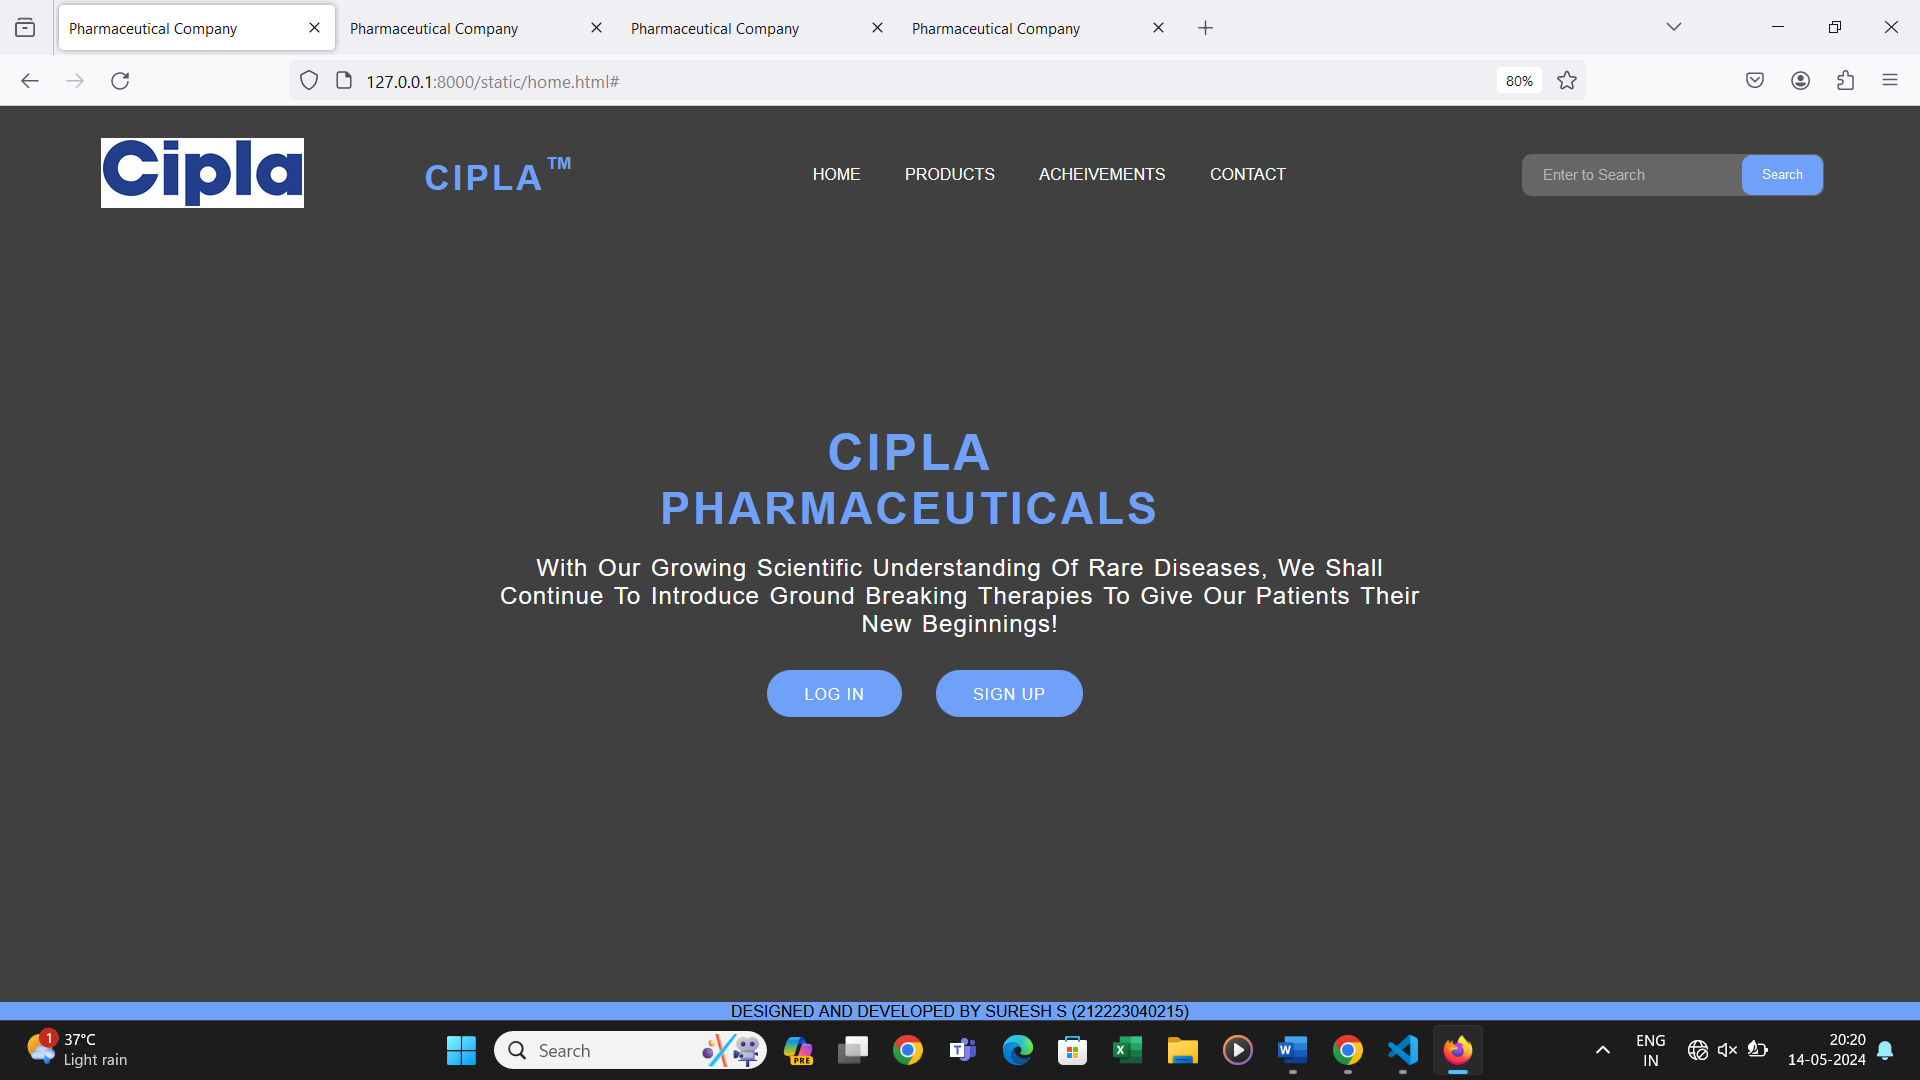 Pharmaceutical Company
Pharmaceutical Company
Pharmaceutical Company
Pharmaceutical Company
127.0.0.1:8000/static/home.html#
80%
Cipla
CIPLA™
HOME
PRODUCTS
ACHEIVEMENTS
CONTACT
Enter to Search
Search
CIPLA
PHARMACEUTICALS
With Our Growing Scientific Understanding Of Rare Diseases, We Shall
Continue To Introduce Ground Breaking Therapies To Give Our Patients Their
New Beginnings!
LOG IN
SIGN UP
DESIGNED AND DEVELOPED BY SURESH S (212223040215)
1
37°C
Light rain
Search
PRE
ENG
IN
20:20
14-05-2024